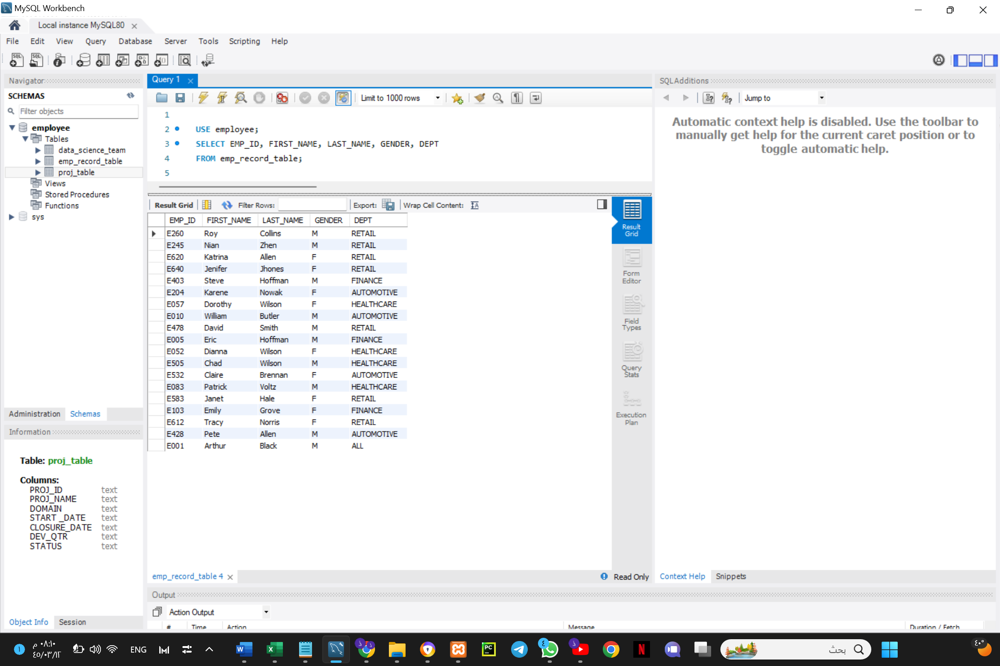 MySQL Workbench
Local instance MySQL80
File Edit View Query Database Server Tools Scripting Help
Navigator
SCHEMAS
Filter objects
employee
Tables
data_science_team
emp_record_table
proj_table
Views
Stored Procedures
Functions
sys
Administration Schemas
Information
Table: proj_table
Columns:
PROJ_ID text
PROJ_NAME text
DOMAIN text
START _DATE text
CLOSURE_DATE text
DEV_QTR text
STATUS text
Object Info Session
Query 1
Limit to 1000 rows
1
2 USE employee;
3 SELECT EMP_ID, FIRST_NAME, LAST_NAME, GENDER, DEPT
4 FROM emp_record_table;
5
Result Grid Filter Rows: Export: Wrap Cell Content:
EMP_ID FIRST_NAME LAST_NAME GENDER DEPT
E260 Roy Collins M RETAIL
E245 Nian Zhen M RETAIL
E620 Katrina Allen F RETAIL
E640 Jenifer Jhones F RETAIL
E403 Steve Hoffman M FINANCE
E204 Karene Nowak F AUTOMOTIVE
E057 Dorothy Wilson F HEALTHCARE
E010 William Butler M AUTOMOTIVE
E478 David Smith M RETAIL
E005 Eric Hoffman M FINANCE
E052 Dianna Wilson F HEALTHCARE
E505 Chad Wilson M HEALTHCARE
E532 Claire Brennan F AUTOMOTIVE
E083 Patrick Voltz M HEALTHCARE
E583 Janet Hale F RETAIL
E103 Emily Grove F FINANCE
E612 Tracy Norris F RETAIL
E428 Pete Allen M AUTOMOTIVE
E001 Arthur Black M ALL
Result
Grid
Form
Editor
Field
Types
Query
Stats
Execution
Plan
emp_record_table 4
Read Only
SQLAdditions
Jump to
Automatic context help is disabled. Use the toolbar to
manually get help for the current caret position or to
toggle automatic help.
Context Help Snippets
Output
Action Output
# Time Action Message Duration / Fetch
٠٨:١٠ م
٤٥/٠٣/١٢
ENG
بحث
٤٠°